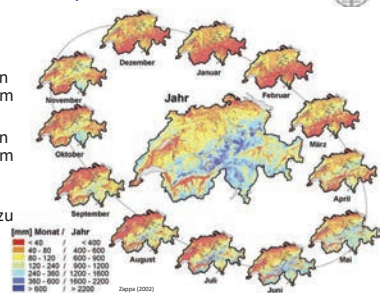 Dezember
Januar
Februar
März
April
Mai
Juni
Juli
August
September
Oktober
November
Jahr
n
m
n
m
zu
[mm] Monat / Jahr
< 40 / < 400
40 - 80 / 400 - 600
80 - 120 / 600 - 900
120 - 240 / 900 - 1200
240 - 360 / 1200 - 1600
360 - 600 / 1600 - 2200
> 600 / > 2200
Zappa (2002)